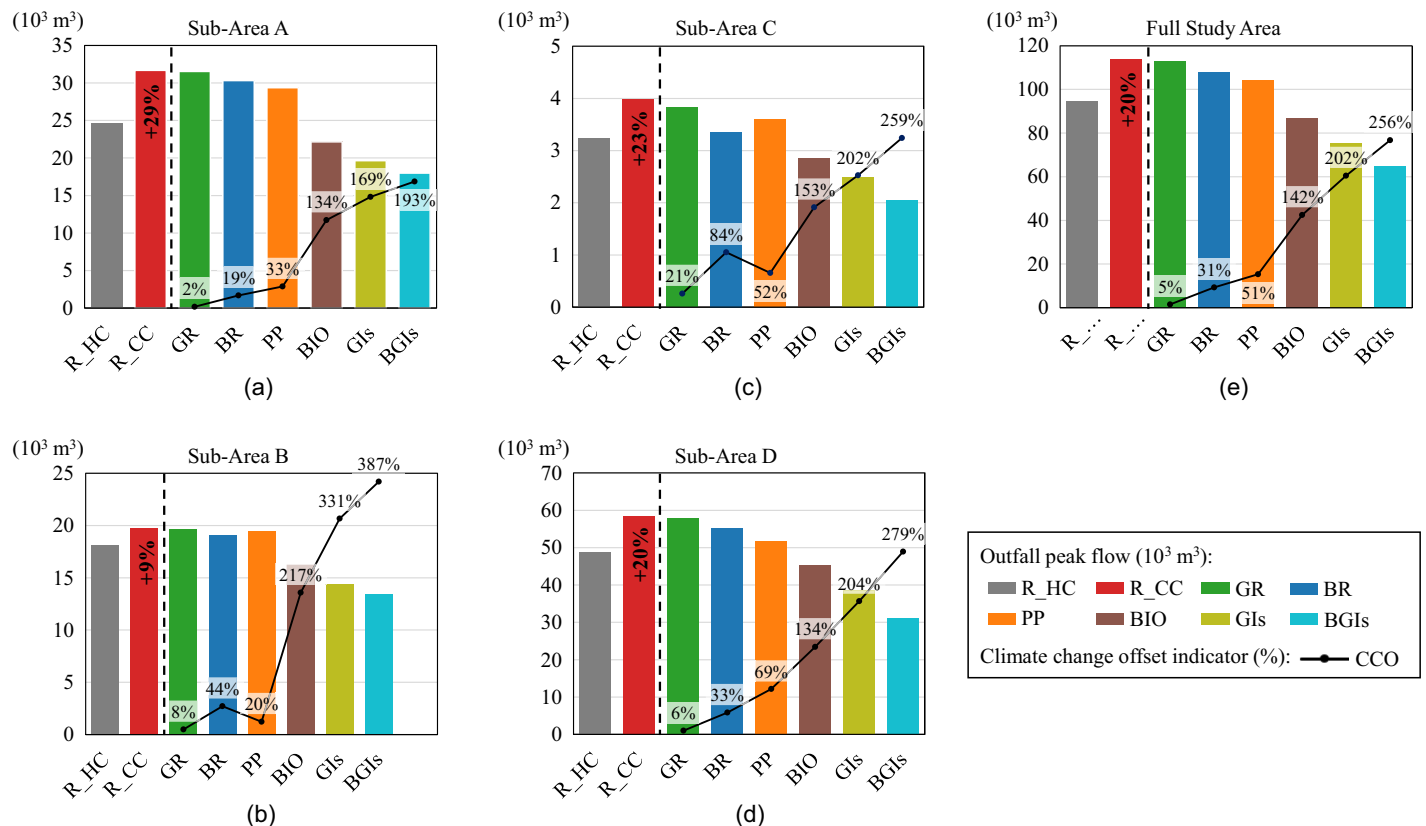 (10³ m³)
Sub-Area A
35
30
25
20
15
10
5
0
+29%
2%
19%
33%
134%
169%
193%
R_HC
R_CC
GR
BR
PP
BIO
GIs
BGIs
(a)
(10³ m³)
Sub-Area C
5
4
3
2
1
0
+23%
21%
84%
52%
153%
202%
259%
R_HC
R_CC
GR
BR
PP
BIO
GIs
BGIs
(c)
(10³ m³)
Full Study Area
120
100
80
60
40
20
0
+20%
5%
31%
51%
142%
202%
256%
R_…
R_…
GR
BR
PP
BIO
GIs
BGIs
(e)
(10³ m³)
Sub-Area B
25
20
15
10
5
0
+9%
8%
44%
20%
217%
331%
387%
R_HC
R_CC
GR
BR
PP
BIO
GIs
BGIs
(b)
(10³ m³)
Sub-Area D
70
60
50
40
30
20
10
0
+20%
6%
33%
69%
134%
204%
279%
R_HC
R_CC
GR
BR
PP
BIO
GIs
BGIs
(d)
Outfall peak flow (10³ m³):
R_HC R_CC GR BR
PP BIO GIs BGIs
Climate change offset indicator (%): CCO